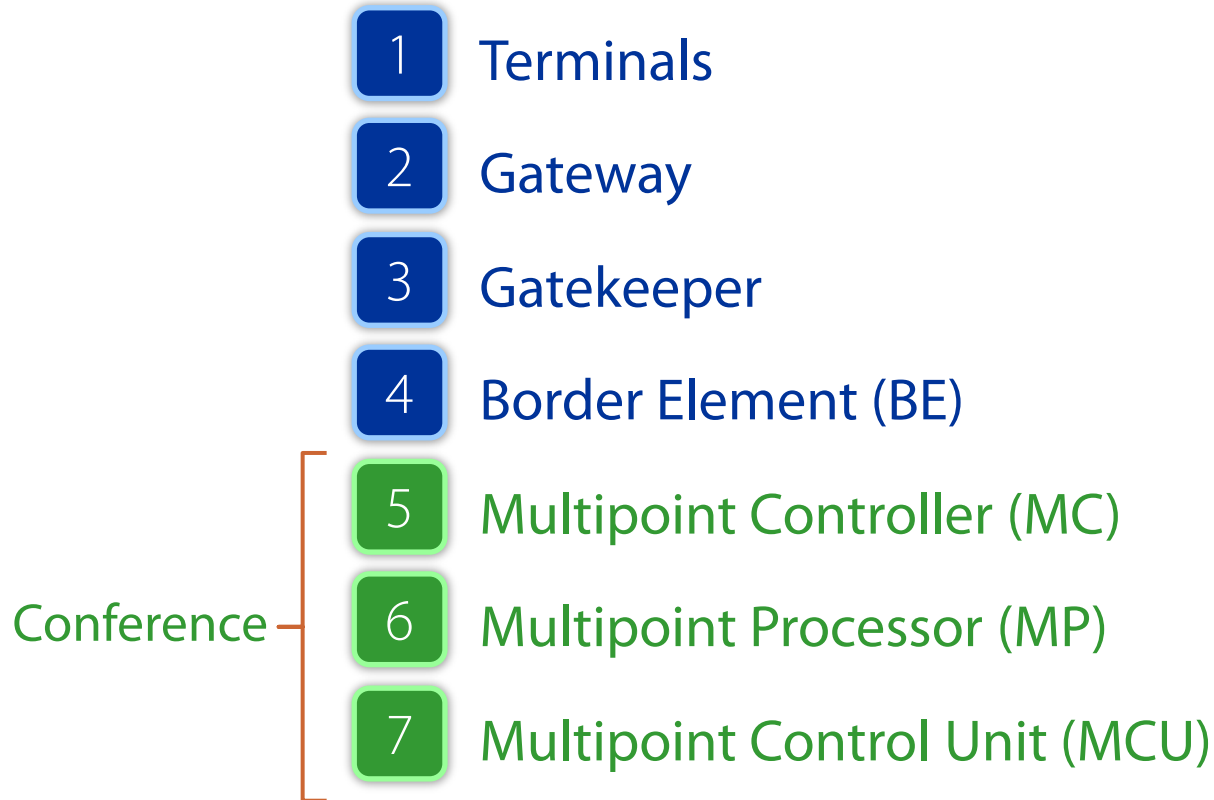 1 Terminals
2 Gateway
3 Gatekeeper
4 Border Element (BE)
5 Multipoint Controller (MC)
Conference
6 Multipoint Processor (MP)
7 Multipoint Control Unit (MCU)